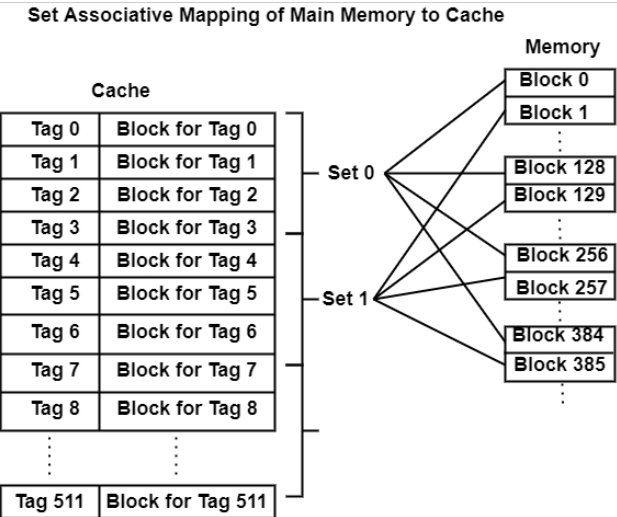 Set Associative Mapping of Main Memory to Cache
Memory
Cache
Block 0
Block 1
Tag 0 Block for Tag 0
Tag 1 Block for Tag 1
Tag 2 Block for Tag 2
Tag 3 Block for Tag 3
Tag 4 Block for Tag 4
Tag 5 Block for Tag 5
Tag 6 Block for Tag 6
Tag 7 Block for Tag 7
Tag 8 Block for Tag 8
Tag 511 Block for Tag 511
Set 0
Set 1
Block 128
Block 129
Block 256
Block 257
Block 384
Block 385